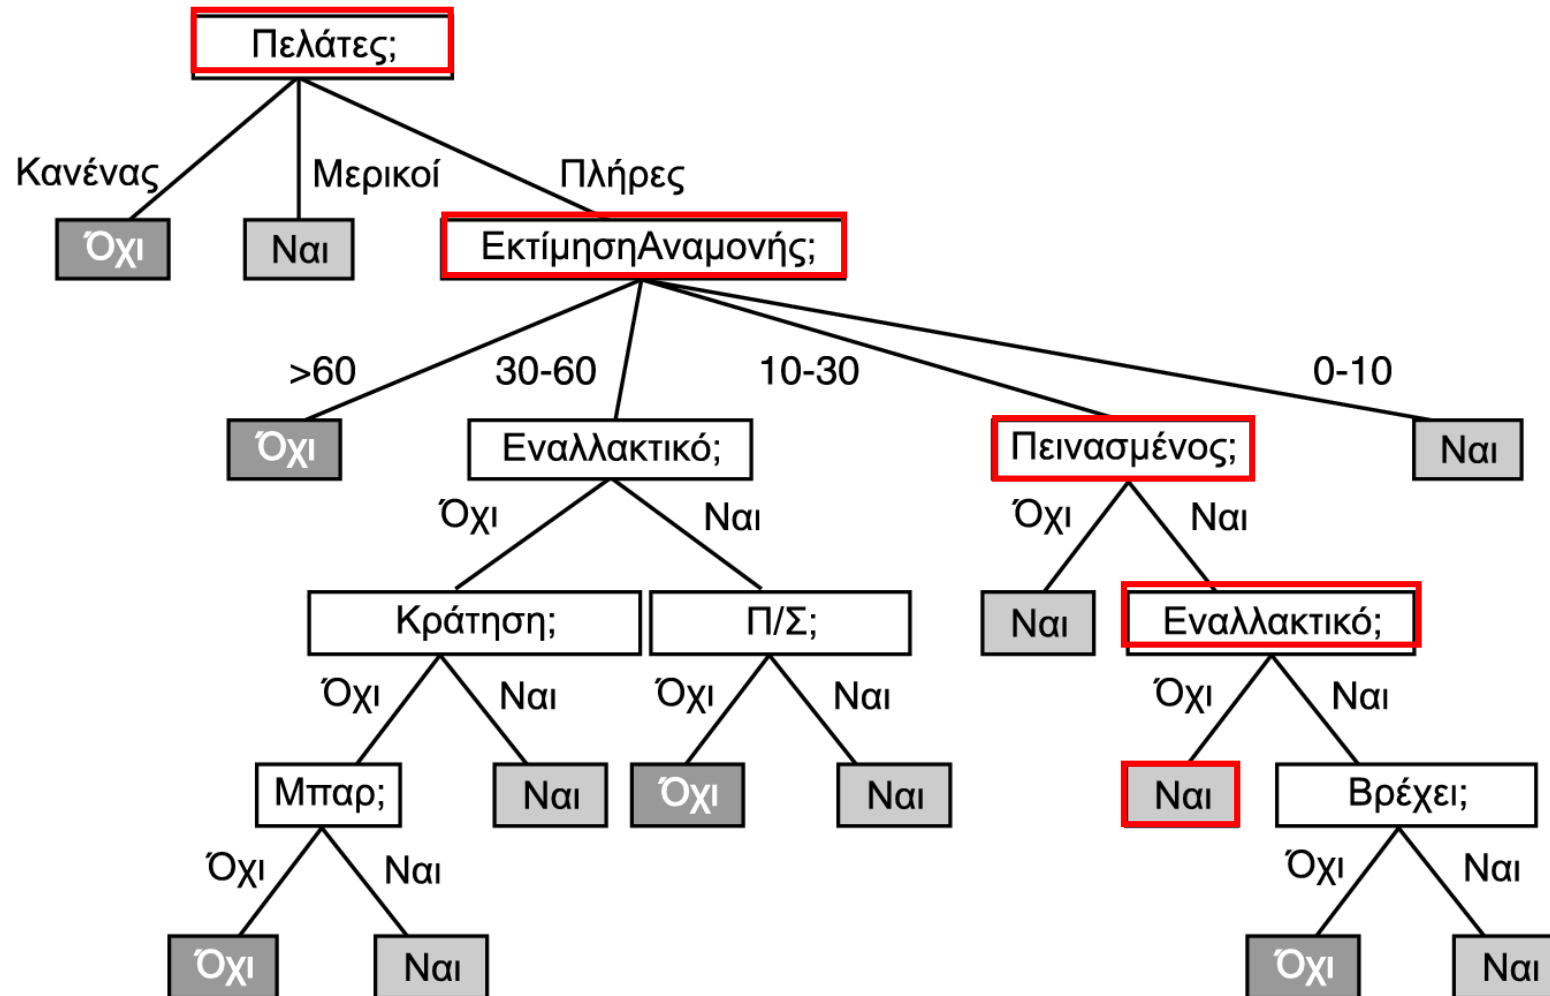 Πελάτες;
Κανένας Μερικοί Πλήρες
Όχι Ναι ΕκτίμησηΑναμονής;
>60 30-60 10-30 0-10
Όχι Εναλλακτικό; Πεινασμένος; Ναι
Όχι Ναι Όχι Ναι
Κράτηση; Π/Σ; Ναι Εναλλακτικό;
Όχι Ναι Όχι Ναι Όχι Ναι
Μπαρ; Ναι Όχι Ναι Ναι Βρέχει;
Όχι Ναι Όχι Ναι
Όχι Ναι Όχι Ναι